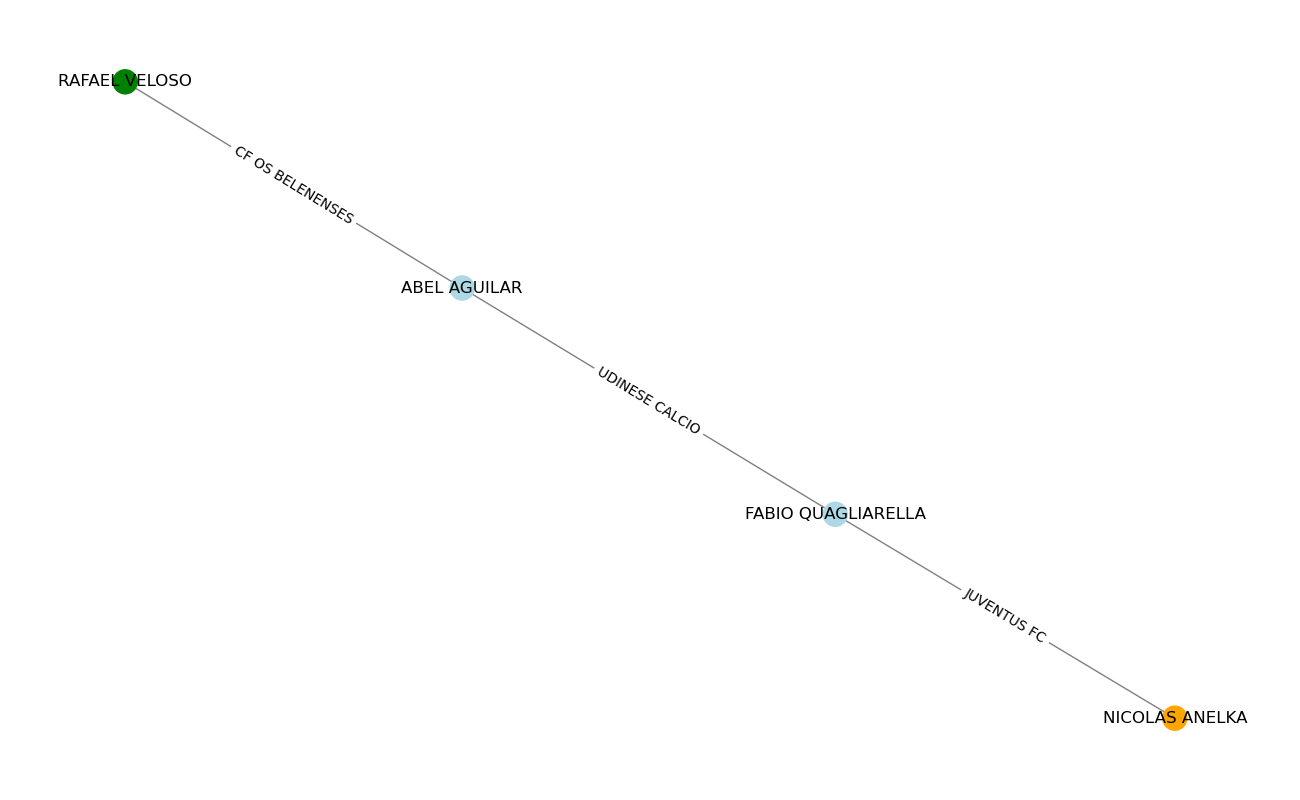 RAFAEL VELOSO
CF OS BELENENSES
ABEL AGUILAR
UDINESE CALCIO
FABIO QUAGLIARELLA
JUVENTUS FC
NICOLAS ANELKA